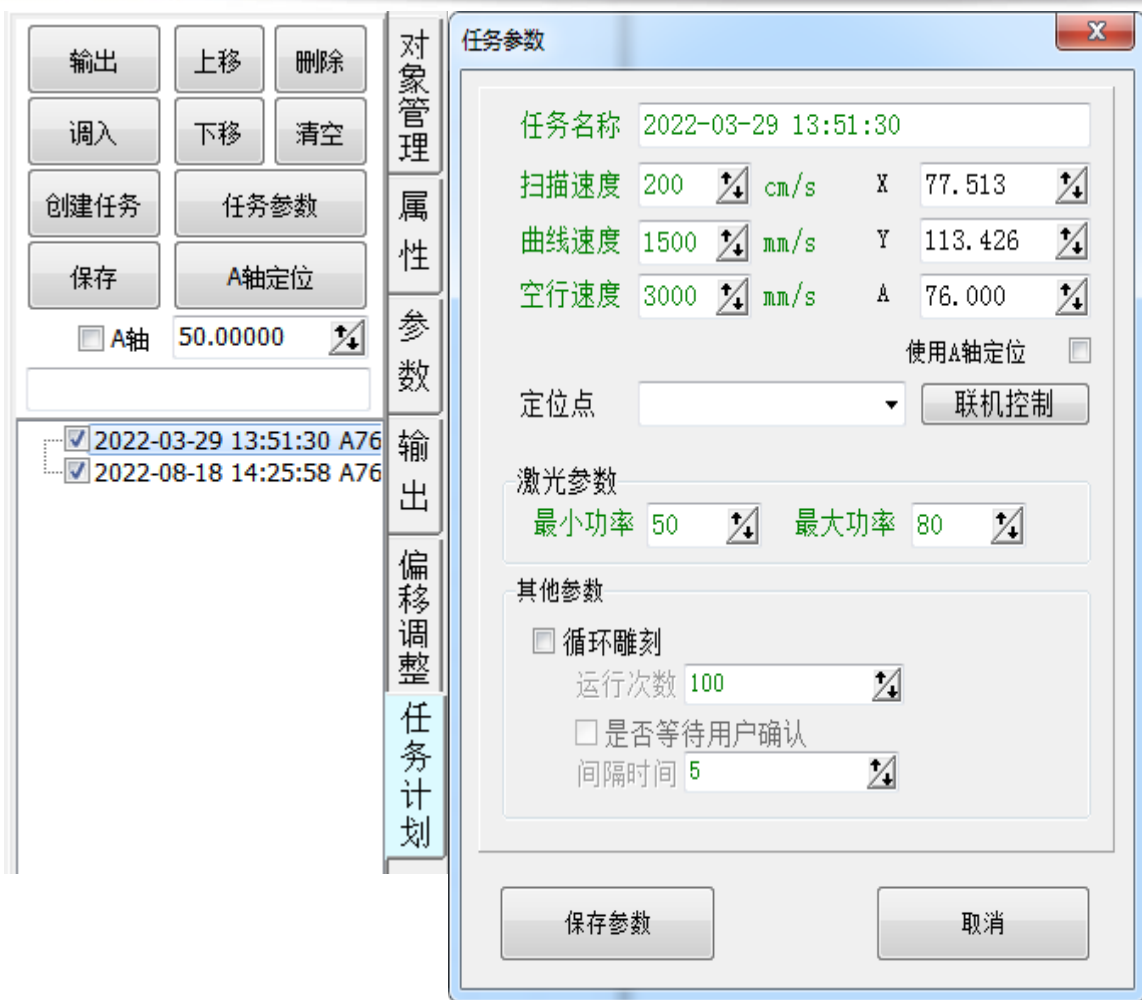 输出 上移 删除
调入 下移 清空
创建任务 任务参数
保存 A轴定位
A轴 50.00000
2022-03-29 13:51:30 A76
2022-08-18 14:25:58 A76
对象管理
属性
参数
输出
偏移调整
任务计划
任务参数
任务名称 2022-03-29 13:51:30
扫描速度 200 cm/s X 77.513
曲线速度 1500 mm/s Y 113.426
空行速度 3000 mm/s A 76.000
使用A轴定位
定位点 联机控制
激光参数
最小功率 50 最大功率 80
其他参数
循环雕刻
运行次数 100
是否等待用户确认
间隔时间 5
保存参数 取消